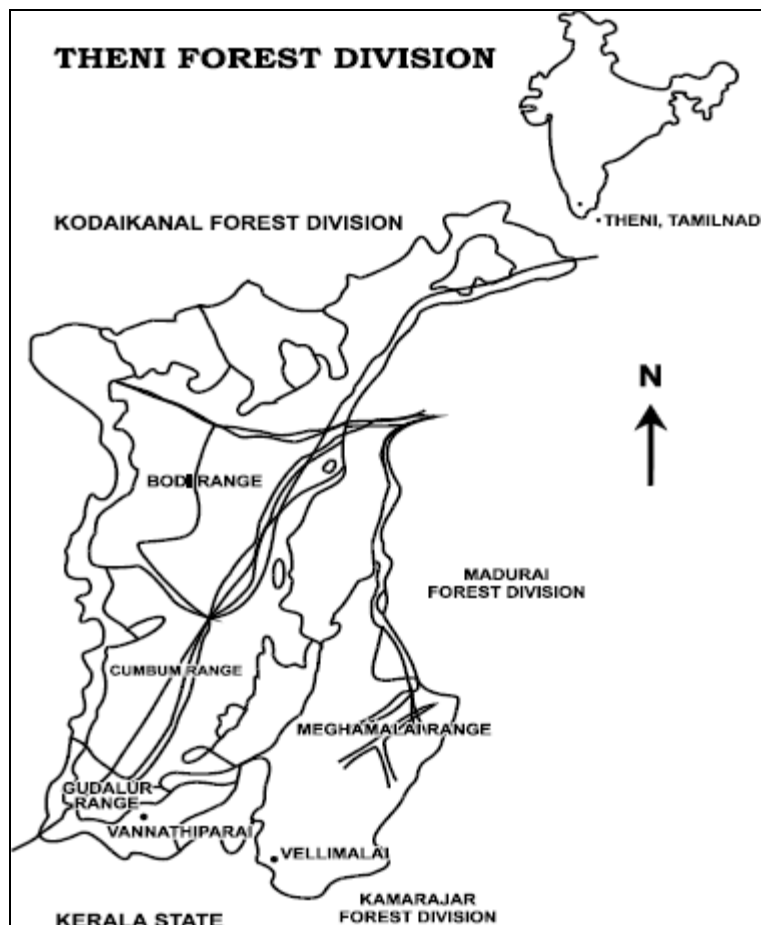 THENI FOREST DIVISION
THENI, TAMILNAD
KODAIKANAL FOREST DIVISION
N
BODI RANGE
MADURAI
FOREST DIVISION
CUMBUM RANGE
MEGHAMALAI RANGE
GUDALUR
RANGE
VANNATHIPARAI
VELLIMALAI
KAMARAJAR
FOREST DIVISION
KERALA STATE